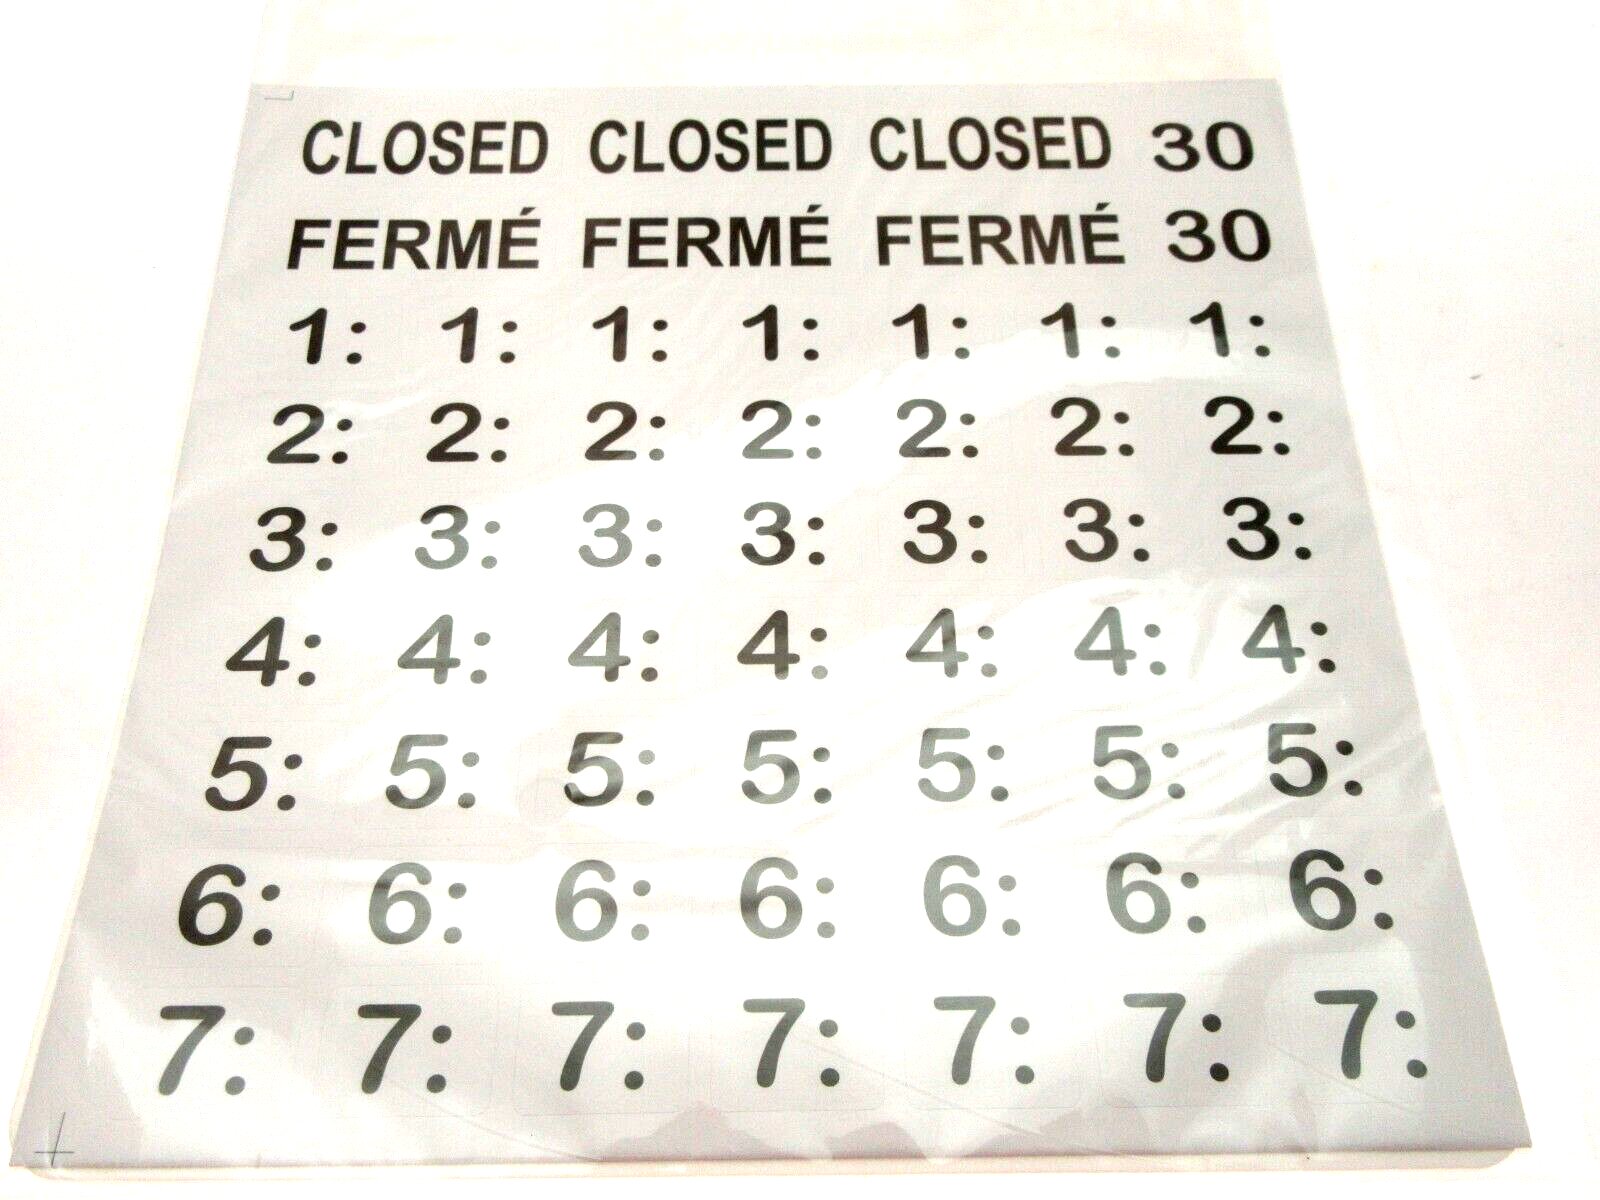 CLOSED CLOSED CLOSED 30
FERMÉ FERMÉ FERMÉ 30
1: 1: 1: 1: 1: 1: 1:
2: 2: 2: 2: 2: 2: 2:
3: 3: 3: 3: 3: 3: 3:
4: 4: 4: 4: 4: 4: 4:
5: 5: 5: 5: 5: 5: 5:
6: 6: 6: 6: 6: 6: 6:
7: 7: 7: 7: 7: 7: 7: